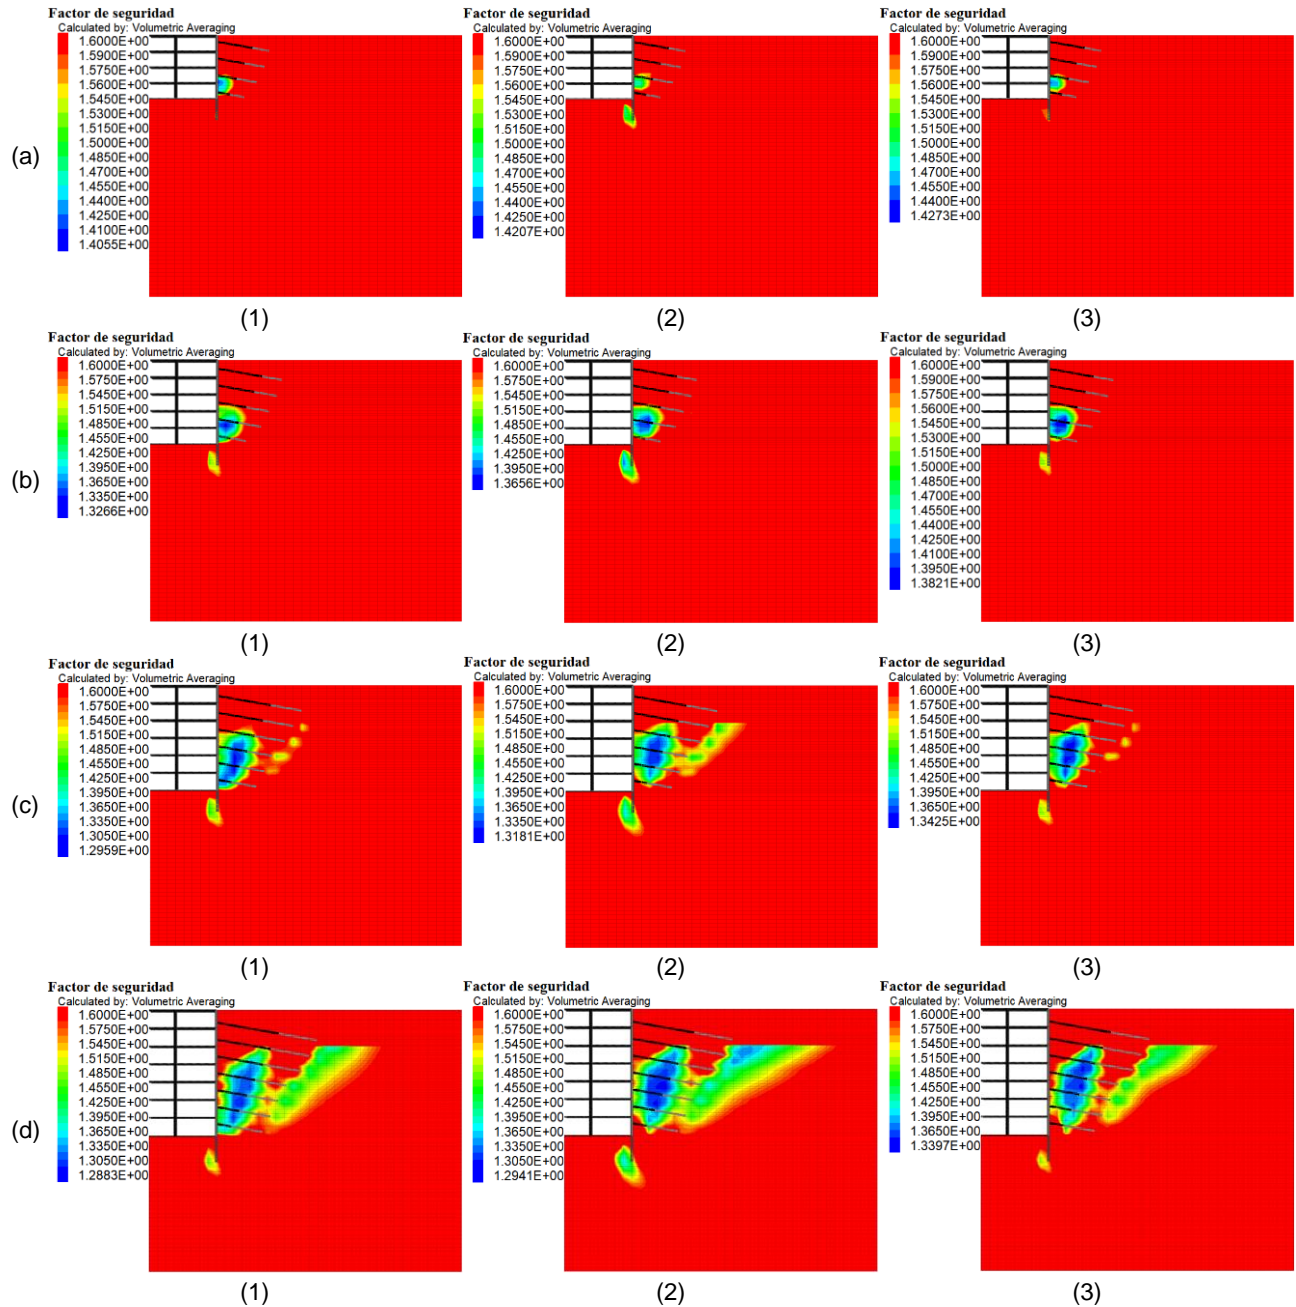 Factor de seguridad
Calculated by: Volumetric Averaging
1.6000E+00
1.5900E+00
1.5750E+00
1.5600E+00
1.5450E+00
1.5300E+00
1.5150E+00
1.5000E+00
1.4850E+00
1.4700E+00
1.4550E+00
1.4400E+00
1.4250E+00
1.4100E+00
1.4055E+00
Factor de seguridad
Calculated by: Volumetric Averaging
1.6000E+00
1.5900E+00
1.5750E+00
1.5600E+00
1.5450E+00
1.5300E+00
1.5150E+00
1.5000E+00
1.4850E+00
1.4700E+00
1.4550E+00
1.4400E+00
1.4250E+00
1.4207E+00
Factor de seguridad
Calculated by: Volumetric Averaging
1.6000E+00
1.5900E+00
1.5750E+00
1.5600E+00
1.5450E+00
1.5300E+00
1.5150E+00
1.5000E+00
1.4850E+00
1.4700E+00
1.4550E+00
1.4400E+00
1.4273E+00
(a)
(1)
(2)
(3)
Factor de seguridad
Calculated by: Volumetric Averaging
1.6000E+00
1.5750E+00
1.5450E+00
1.5150E+00
1.4850E+00
1.4550E+00
1.4250E+00
1.3950E+00
1.3650E+00
1.3350E+00
1.3266E+00
Factor de seguridad
Calculated by: Volumetric Averaging
1.6000E+00
1.5750E+00
1.5450E+00
1.5150E+00
1.4850E+00
1.4550E+00
1.4250E+00
1.3950E+00
1.3656E+00
Factor de seguridad
Calculated by: Volumetric Averaging
1.6000E+00
1.5900E+00
1.5750E+00
1.5600E+00
1.5450E+00
1.5300E+00
1.5150E+00
1.5000E+00
1.4850E+00
1.4700E+00
1.4550E+00
1.4400E+00
1.4250E+00
1.4100E+00
1.3950E+00
1.3821E+00
(b)
(1)
(2)
(3)
Factor de seguridad
Calculated by: Volumetric Averaging
1.6000E+00
1.5750E+00
1.5450E+00
1.5150E+00
1.4850E+00
1.4550E+00
1.4250E+00
1.3950E+00
1.3650E+00
1.3350E+00
1.3050E+00
1.2959E+00
Factor de seguridad
Calculated by: Volumetric Averaging
1.6000E+00
1.5750E+00
1.5450E+00
1.5150E+00
1.4850E+00
1.4550E+00
1.4250E+00
1.3950E+00
1.3650E+00
1.3350E+00
1.3181E+00
Factor de seguridad
Calculated by: Volumetric Averaging
1.6000E+00
1.5750E+00
1.5450E+00
1.5150E+00
1.4850E+00
1.4550E+00
1.4250E+00
1.3950E+00
1.3650E+00
1.3425E+00
(c)
(1)
(2)
(3)
Factor de seguridad
Calculated by: Volumetric Averaging
1.6000E+00
1.5750E+00
1.5450E+00
1.5150E+00
1.4850E+00
1.4550E+00
1.4250E+00
1.3950E+00
1.3650E+00
1.3350E+00
1.3050E+00
1.2883E+00
Factor de seguridad
Calculated by: Volumetric Averaging
1.6000E+00
1.5750E+00
1.5450E+00
1.5150E+00
1.4850E+00
1.4550E+00
1.4250E+00
1.3950E+00
1.3650E+00
1.3350E+00
1.3050E+00
1.2941E+00
Factor de seguridad
Calculated by: Volumetric Averaging
1.6000E+00
1.5750E+00
1.5450E+00
1.5150E+00
1.4850E+00
1.4550E+00
1.4250E+00
1.3950E+00
1.3650E+00
1.3397E+00
(d)
(1)
(2)
(3)